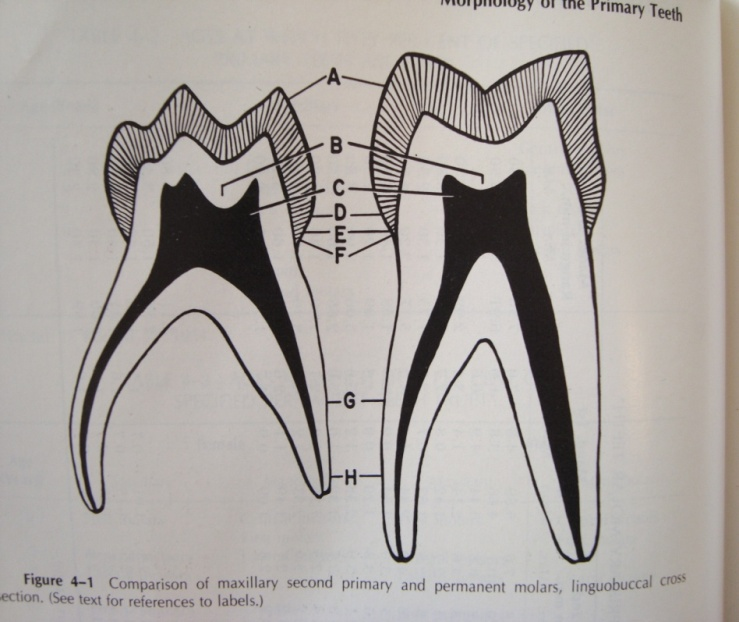 Morphology of the Primary Teeth
A
B
C
D
E
F
G
H
Figure 4–1 Comparison of maxillary second primary and permanent molars, linguobuccal cross
ection. (See text for references to labels.)